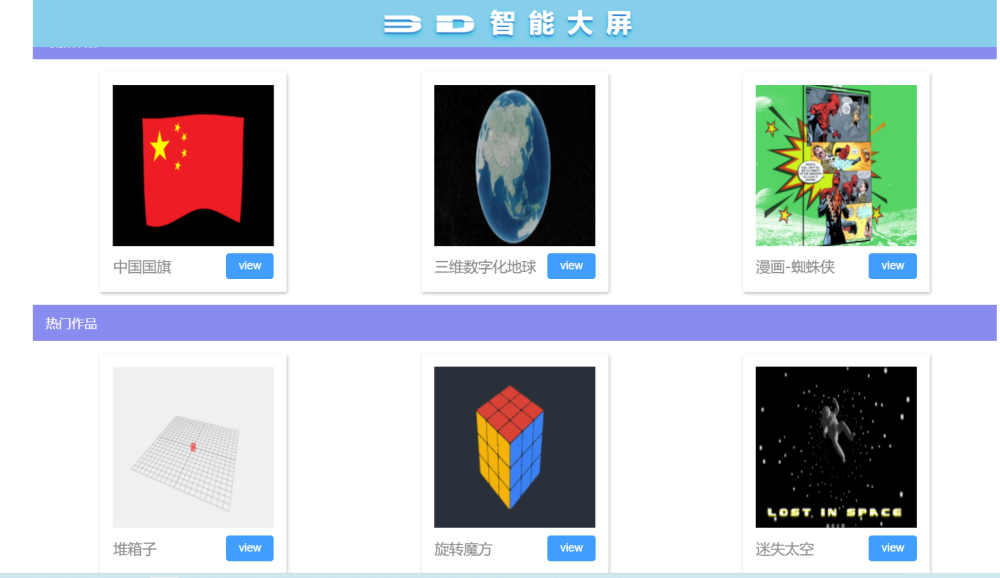 3D 智能大屏
中国国旗 view
三维数字化地球 view
漫画-蜘蛛侠 view
热门作品
LOST IN SPACE
堆箱子 view
旋转魔方 view
迷失太空 view